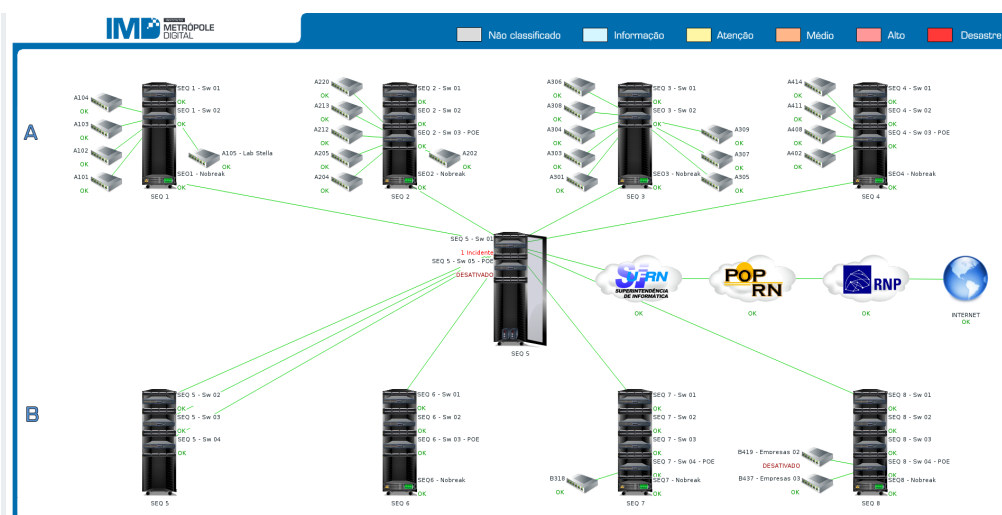 IMD INSTITUTO METRÓPOLE DIGITAL
Não classificado
Informação
Atenção
Médio
Alto
Desastre
A
A104
OK
A103
OK
A102
OK
A101
OK
SEQ 1 - Sw 01
OK
SEQ 1 - Sw 02
OK
A105 - Lab Stella
OK
SEQ1 - Nobreak
OK
SEQ 1
A220
OK
A213
OK
A212
OK
A205
OK
A204
OK
SEQ 2 - Sw 01
OK
SEQ 2 - Sw 02
OK
SEQ 2 - Sw 03 - POE
OK
A202
OK
SEQ2 - Nobreak
OK
SEQ 2
A306
OK
A308
OK
A304
OK
A303
OK
A301
OK
SEQ 3 - Sw 01
OK
SEQ 3 - Sw 02
OK
A309
OK
A307
OK
A305
OK
SEQ3 - Nobreak
OK
SEQ 3
A414
OK
A411
OK
A408
OK
A402
OK
SEQ 4 - Sw 01
OK
SEQ 4 - Sw 02
OK
SEQ 4 - Sw 03 - POE
OK
SEQ4 - Nobreak
OK
SEQ 4
SEQ 5 - Sw 01
1 Incidente
SEQ 5 - Sw 05 - POE
DESATIVADO
SEQ 5
SUPERINTENDÊNCIA
DE INFORMÁTICA
OK
POP
RN
OK
RNP
OK
INTERNET
OK
B
SEQ 5 - Sw 02
OK
SEQ 5 - Sw 03
OK
SEQ 5 - Sw 04
OK
SEQ 5
SEQ 6 - Sw 01
OK
SEQ 6 - Sw 02
OK
SEQ 6 - Sw 03 - POE
OK
SEQ6 - Nobreak
OK
SEQ 6
SEQ 7 - Sw 01
OK
SEQ 7 - Sw 02
OK
SEQ 7 - Sw 03
OK
SEQ 7 - Sw 04 - POE
OK
B318
OK
SEQ7 - Nobreak
OK
SEQ 7
SEQ 8 - Sw 01
OK
SEQ 8 - Sw 02
OK
SEQ 8 - Sw 03
OK
B419 - Empresas 02
DESATIVADO
SEQ 8 - Sw 04 - POE
OK
B437 - Empresas 03
OK
SEQ8 - Nobreak
OK
SEQ 8